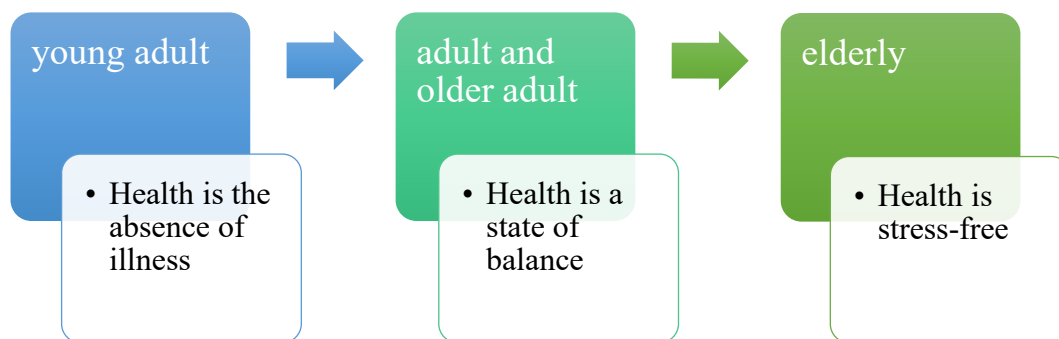 young adult
• Health is the
absence of
illness
adult and
older adult
• Health is a
state of
balance
elderly
• Health is
stress-free